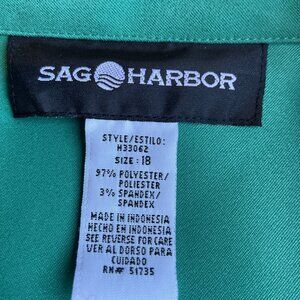 SAG HARBOR
STYLE/ESTILO:
H33062
SIZE: 18
97% POLYESTER/
POLIESTER
3% SPANDEX/
SPANDEX
MADE IN INDONESIA
HECHO EN INDONESIA
SEE REVERSE FOR CARE
VER AL DORSO PARA
CUIDADO
RN# 51735